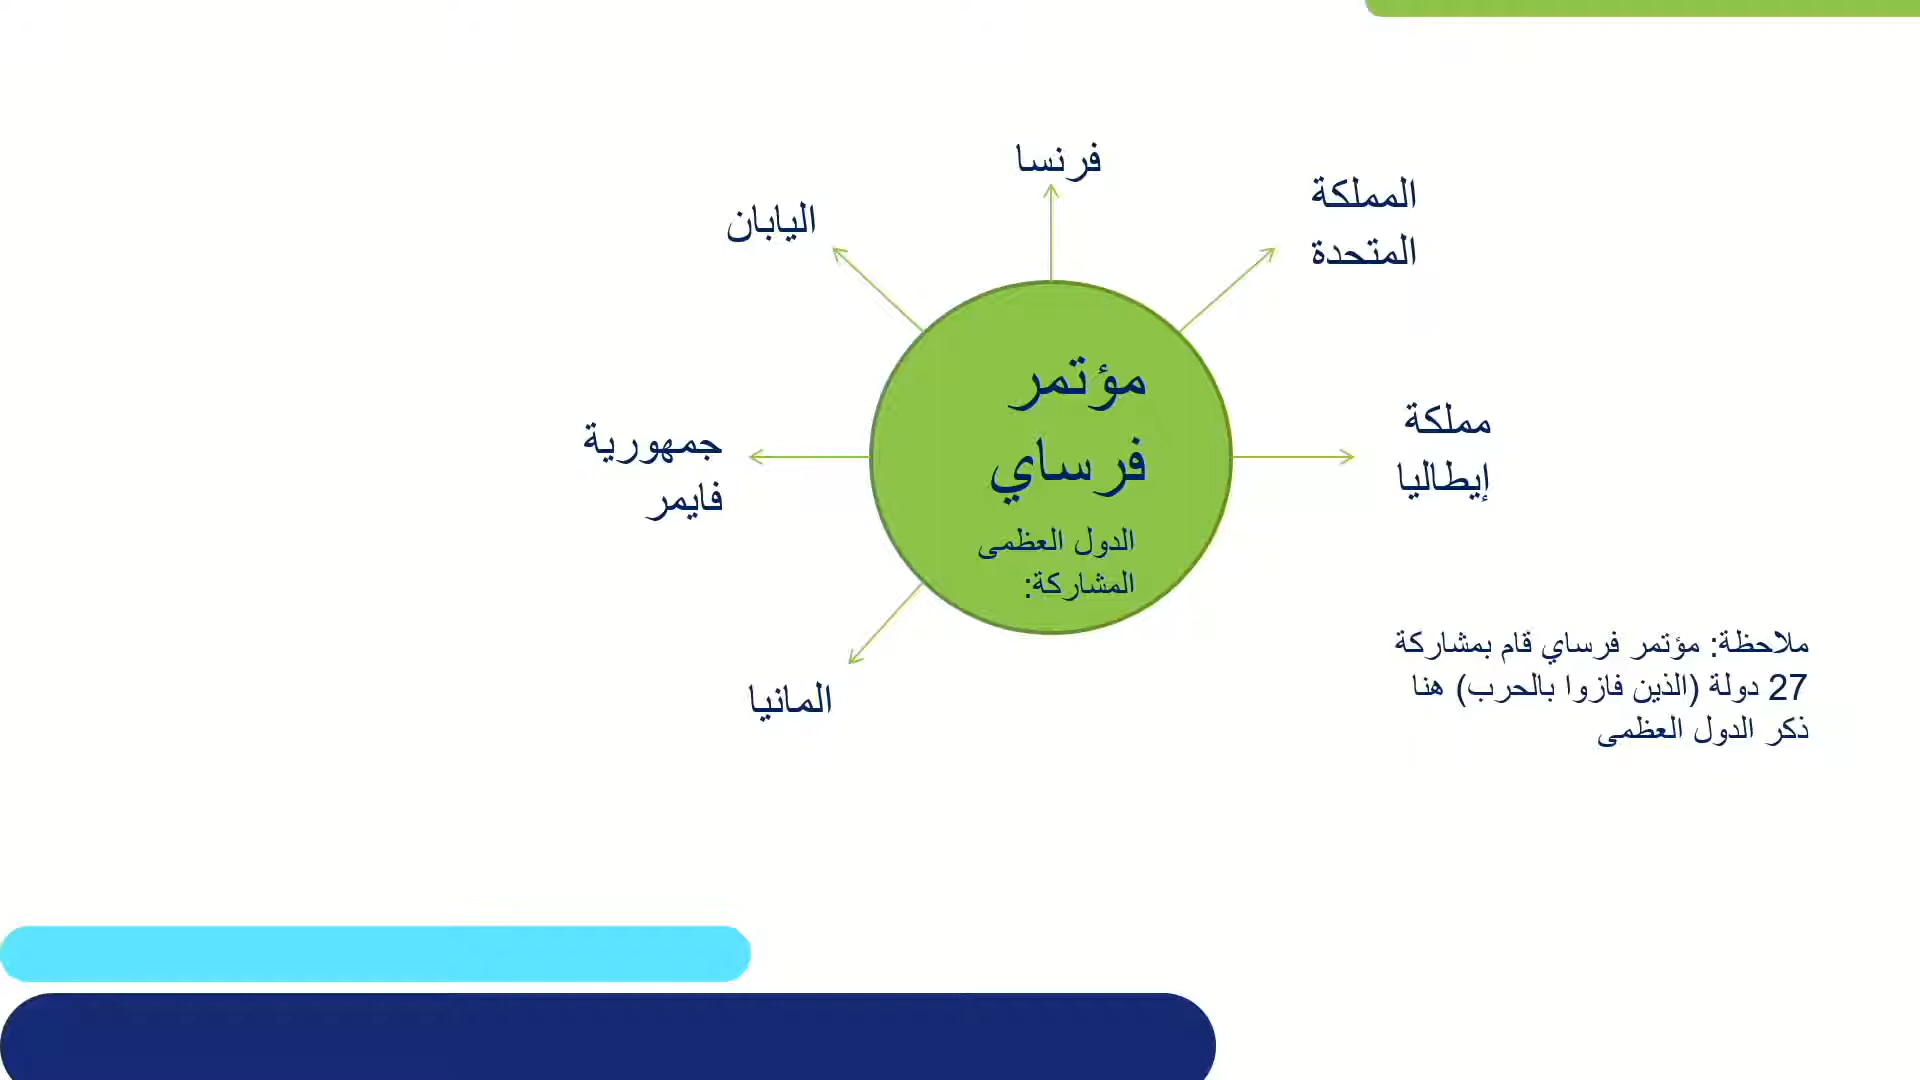 فرنسا
المملكة
المتحدة
اليابان
مؤتمر
فرساي
الدول العظمى
المشاركة:
مملكة
إيطاليا
جمهورية
فايمر
المانيا
ملاحظة: مؤتمر فرساي قام بمشاركة
27 دولة (الذين فازوا بالحرب) هنا
ذكر الدول العظمى